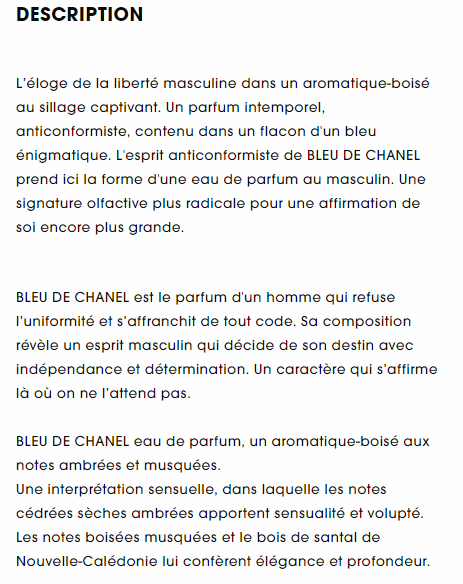 DESCRIPTION
L'éloge de la liberté masculine dans un aromatique-boisé
au sillage captivant. Un parfum intemporel,
anticonformiste, contenu dans un flacon d'un bleu
énigmatique. L'esprit anticonformiste de BLEU DE CHANEL
prend ici la forme d'une eau de parfum au masculin. Une
signature olfactive plus radicale pour une affirmation de
soi encore plus grande.
BLEU DE CHANEL est le parfum d'un homme qui refuse
l'uniformité et s'affranchit de tout code. Sa composition
révèle un esprit masculin qui décide de son destin avec
indépendance et détermination. Un caractère qui s'affirme
là où on ne l'attend pas.
BLEU DE CHANEL eau de parfum, un aromatique-boisé aux
notes ambrées et musquées.
Une interprétation sensuelle, dans laquelle les notes
cédrées sèches ambrées apportent sensualité et volupté.
Les notes boisées musquées et le bois de santal de
Nouvelle-Calédonie lui confèrent élégance et profondeur.